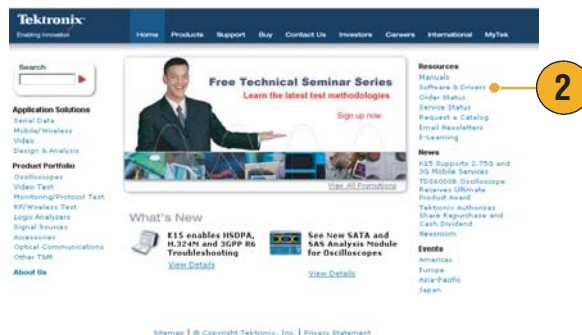 Tektronix
Enabling Innovation
Home Products Support Buy Contact Us Investors Careers International MyTek
Search
Application Solutions
Serial Data
Mobile/Wireless
Video
Design & Analysis
Product Portfolio
Oscilloscopes
Video Test
Monitoring/Protocol Test
RF/Wireless Test
Logic Analyzers
Signal Sources
Accessories
Optical Communications
Other T&M
About Us
Free Technical Seminar Series
Learn the latest test methodologies
Sign up now
View All Promotions
What's New
K15 enables HSDPA,
H.324M and 3GPP R6
Troubleshooting
View Details
See New SATA and
SAS Analysis Module
for Oscilloscopes
View Details
Resources
Manuals
Software & Drivers
Order Status
Service Status
Request a Catalog
Email Newsletters
E-Learning
News
K15 Supports 2.75G and
3G Mobile Services
TDS6000B Oscilloscope
Receives Ultimate
Product Award
Tektronix Authorizes
Share Repurchase and
Cash Dividend
Newsroom
Events
Americas
Europe
Asia-Pacific
Japan
2
Sitemap | © Copyright Tektronix, Inc. | Privacy Statement